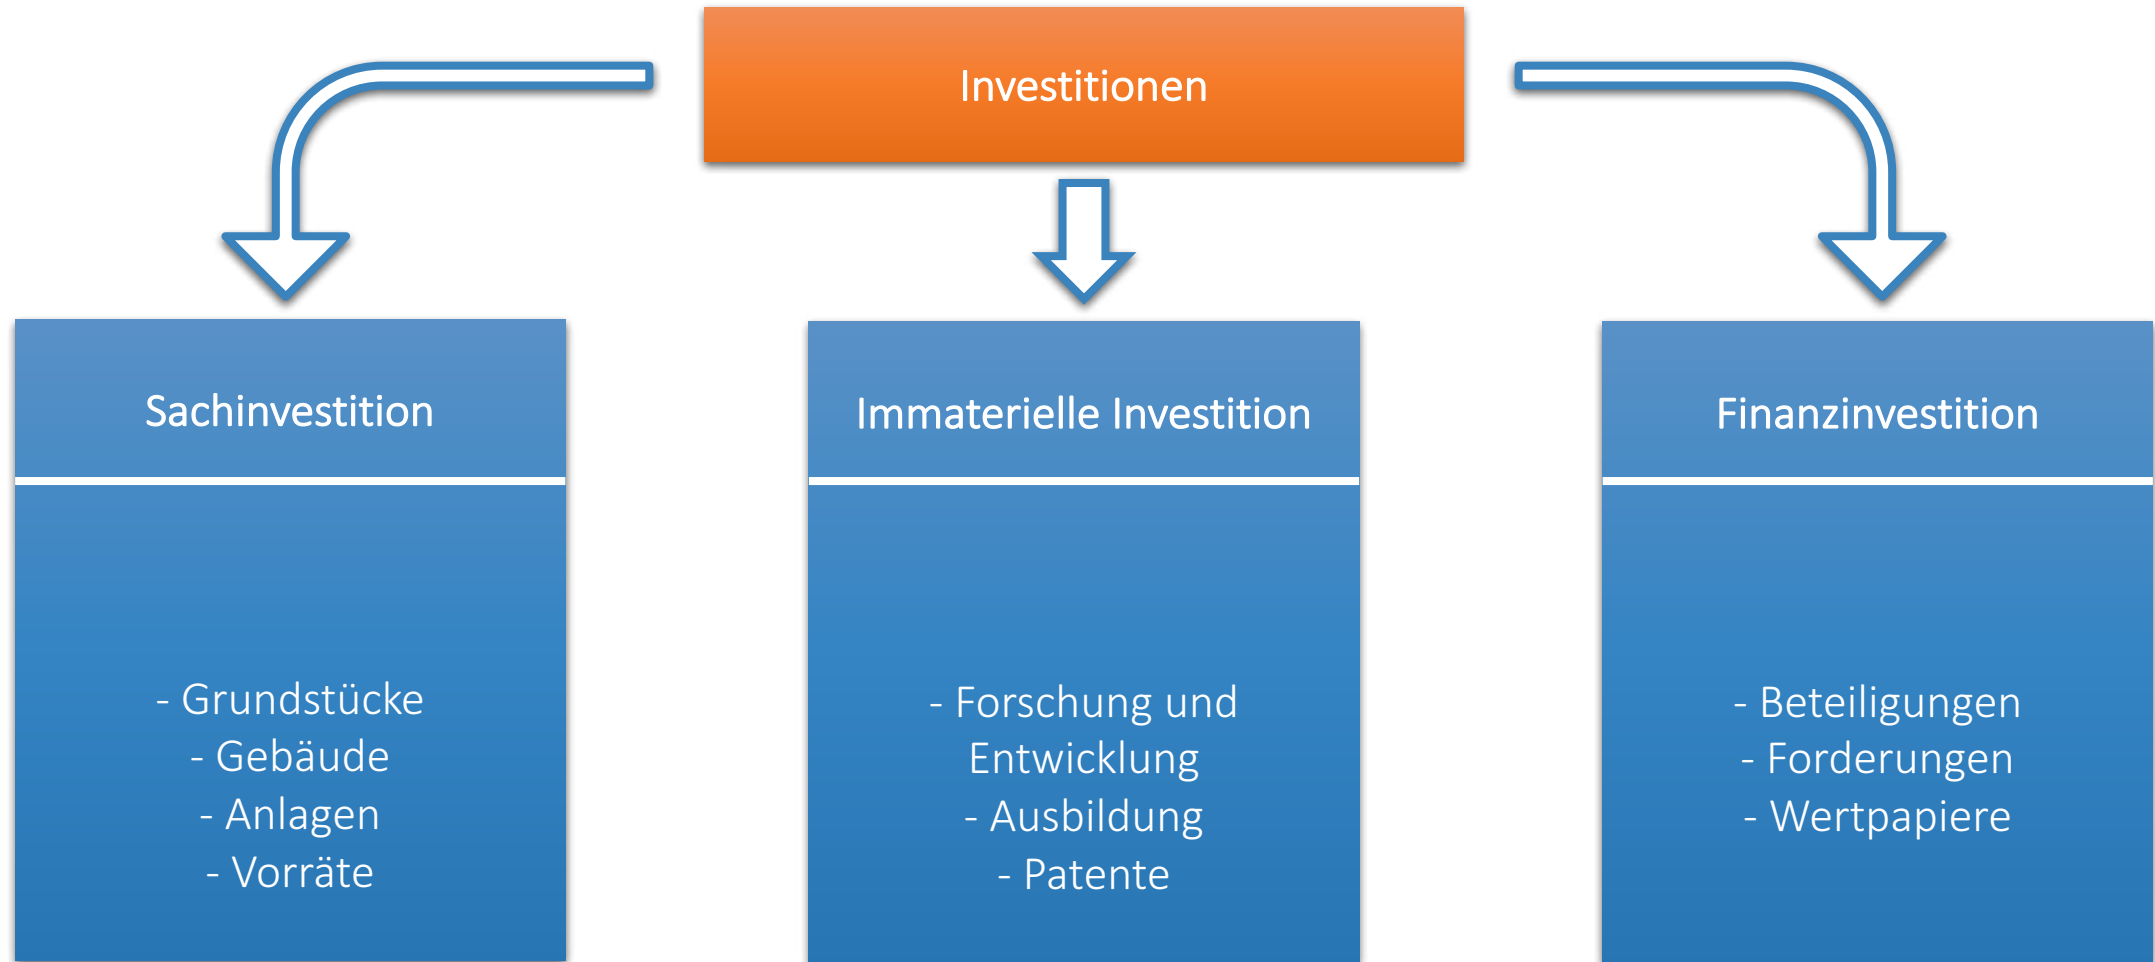 Investitionen
Sachinvestition
- Grundstücke
- Gebäude
- Anlagen
- Vorräte
Immaterielle Investition
- Forschung und
Entwicklung
- Ausbildung
- Patente
Finanzinvestition
- Beteiligungen
- Forderungen
- Wertpapiere